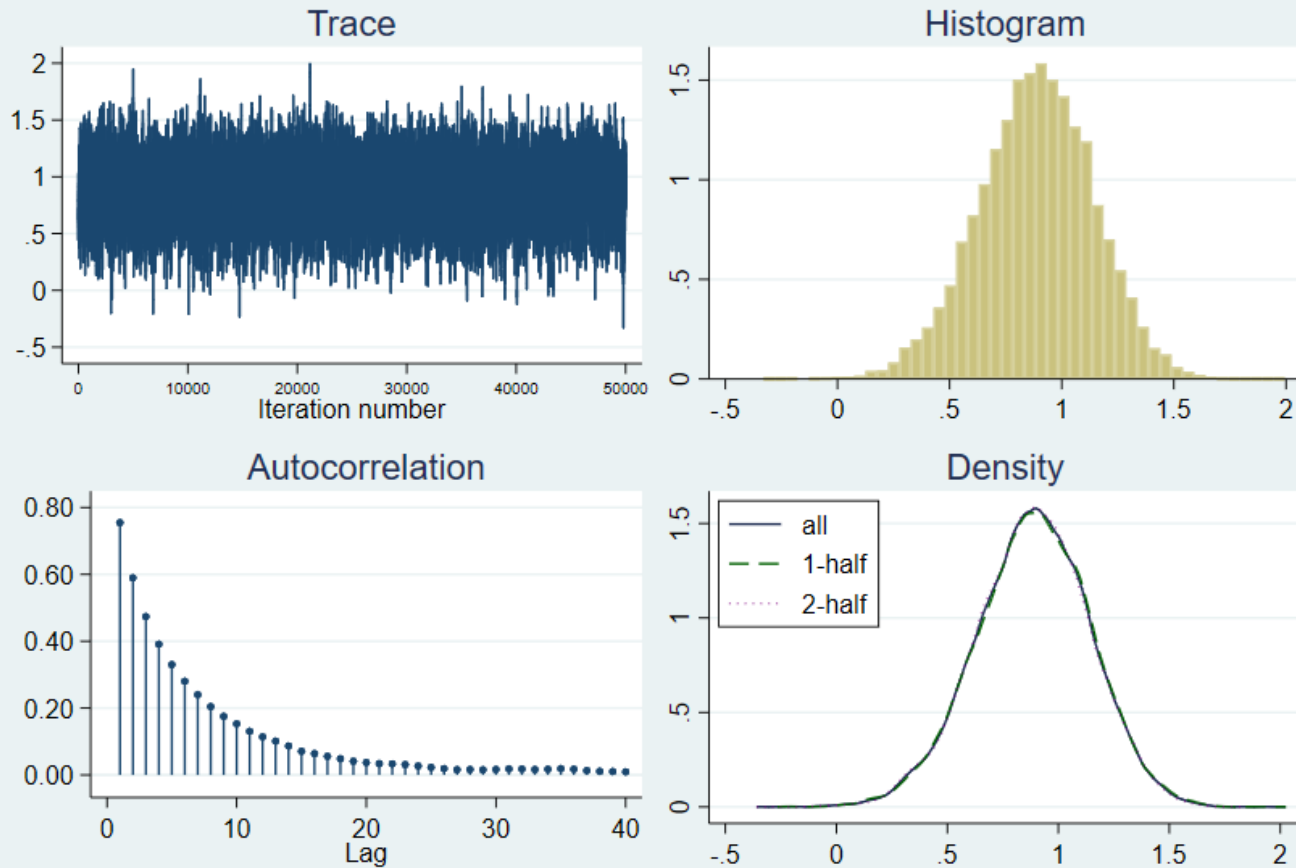 Trace
2
1.5
1
.5
0
-.5
0 10000 20000 30000 40000 50000
Iteration number
Histogram
1.5
1
.5
0
-.5 0 .5 1 1.5 2
Autocorrelation
0.80
0.60
0.40
0.20
0.00
0 10 20 30 40
Lag
Density
all
1-half
2-half
1.5
1
.5
0
-.5 0 .5 1 1.5 2